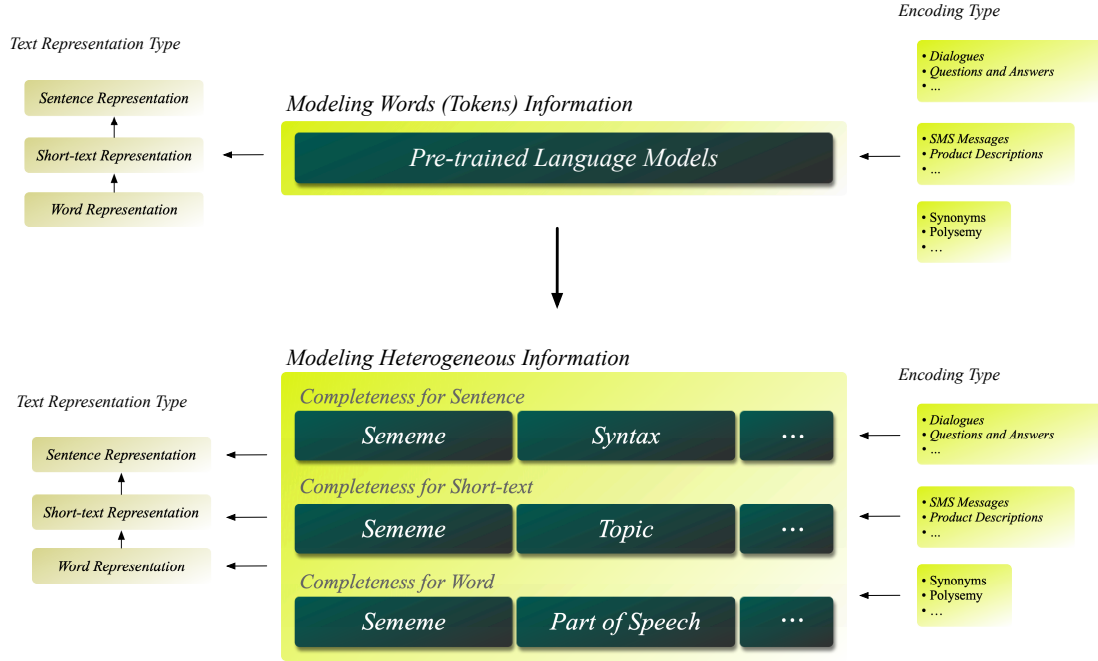 Encoding Type
Text Representation Type
• Dialogues
• Questions and Answers
• ...
Sentence Representation
Modeling Words (Tokens) Information
Short-text Representation
Pre-trained Language Models
• SMS Messages
• Product Descriptions
• ...
Word Representation
• Synonyms
• Polysemy
• ...
Modeling Heterogeneous Information
Encoding Type
Text Representation Type
Completeness for Sentence
Sememe
Syntax
...
• Dialogues
• Questions and Answers
• ...
Sentence Representation
Completeness for Short-text
Short-text Representation
Sememe
Topic
...
• SMS Messages
• Product Descriptions
• ...
Word Representation
Completeness for Word
Sememe
Part of Speech
...
• Synonyms
• Polysemy
• ...